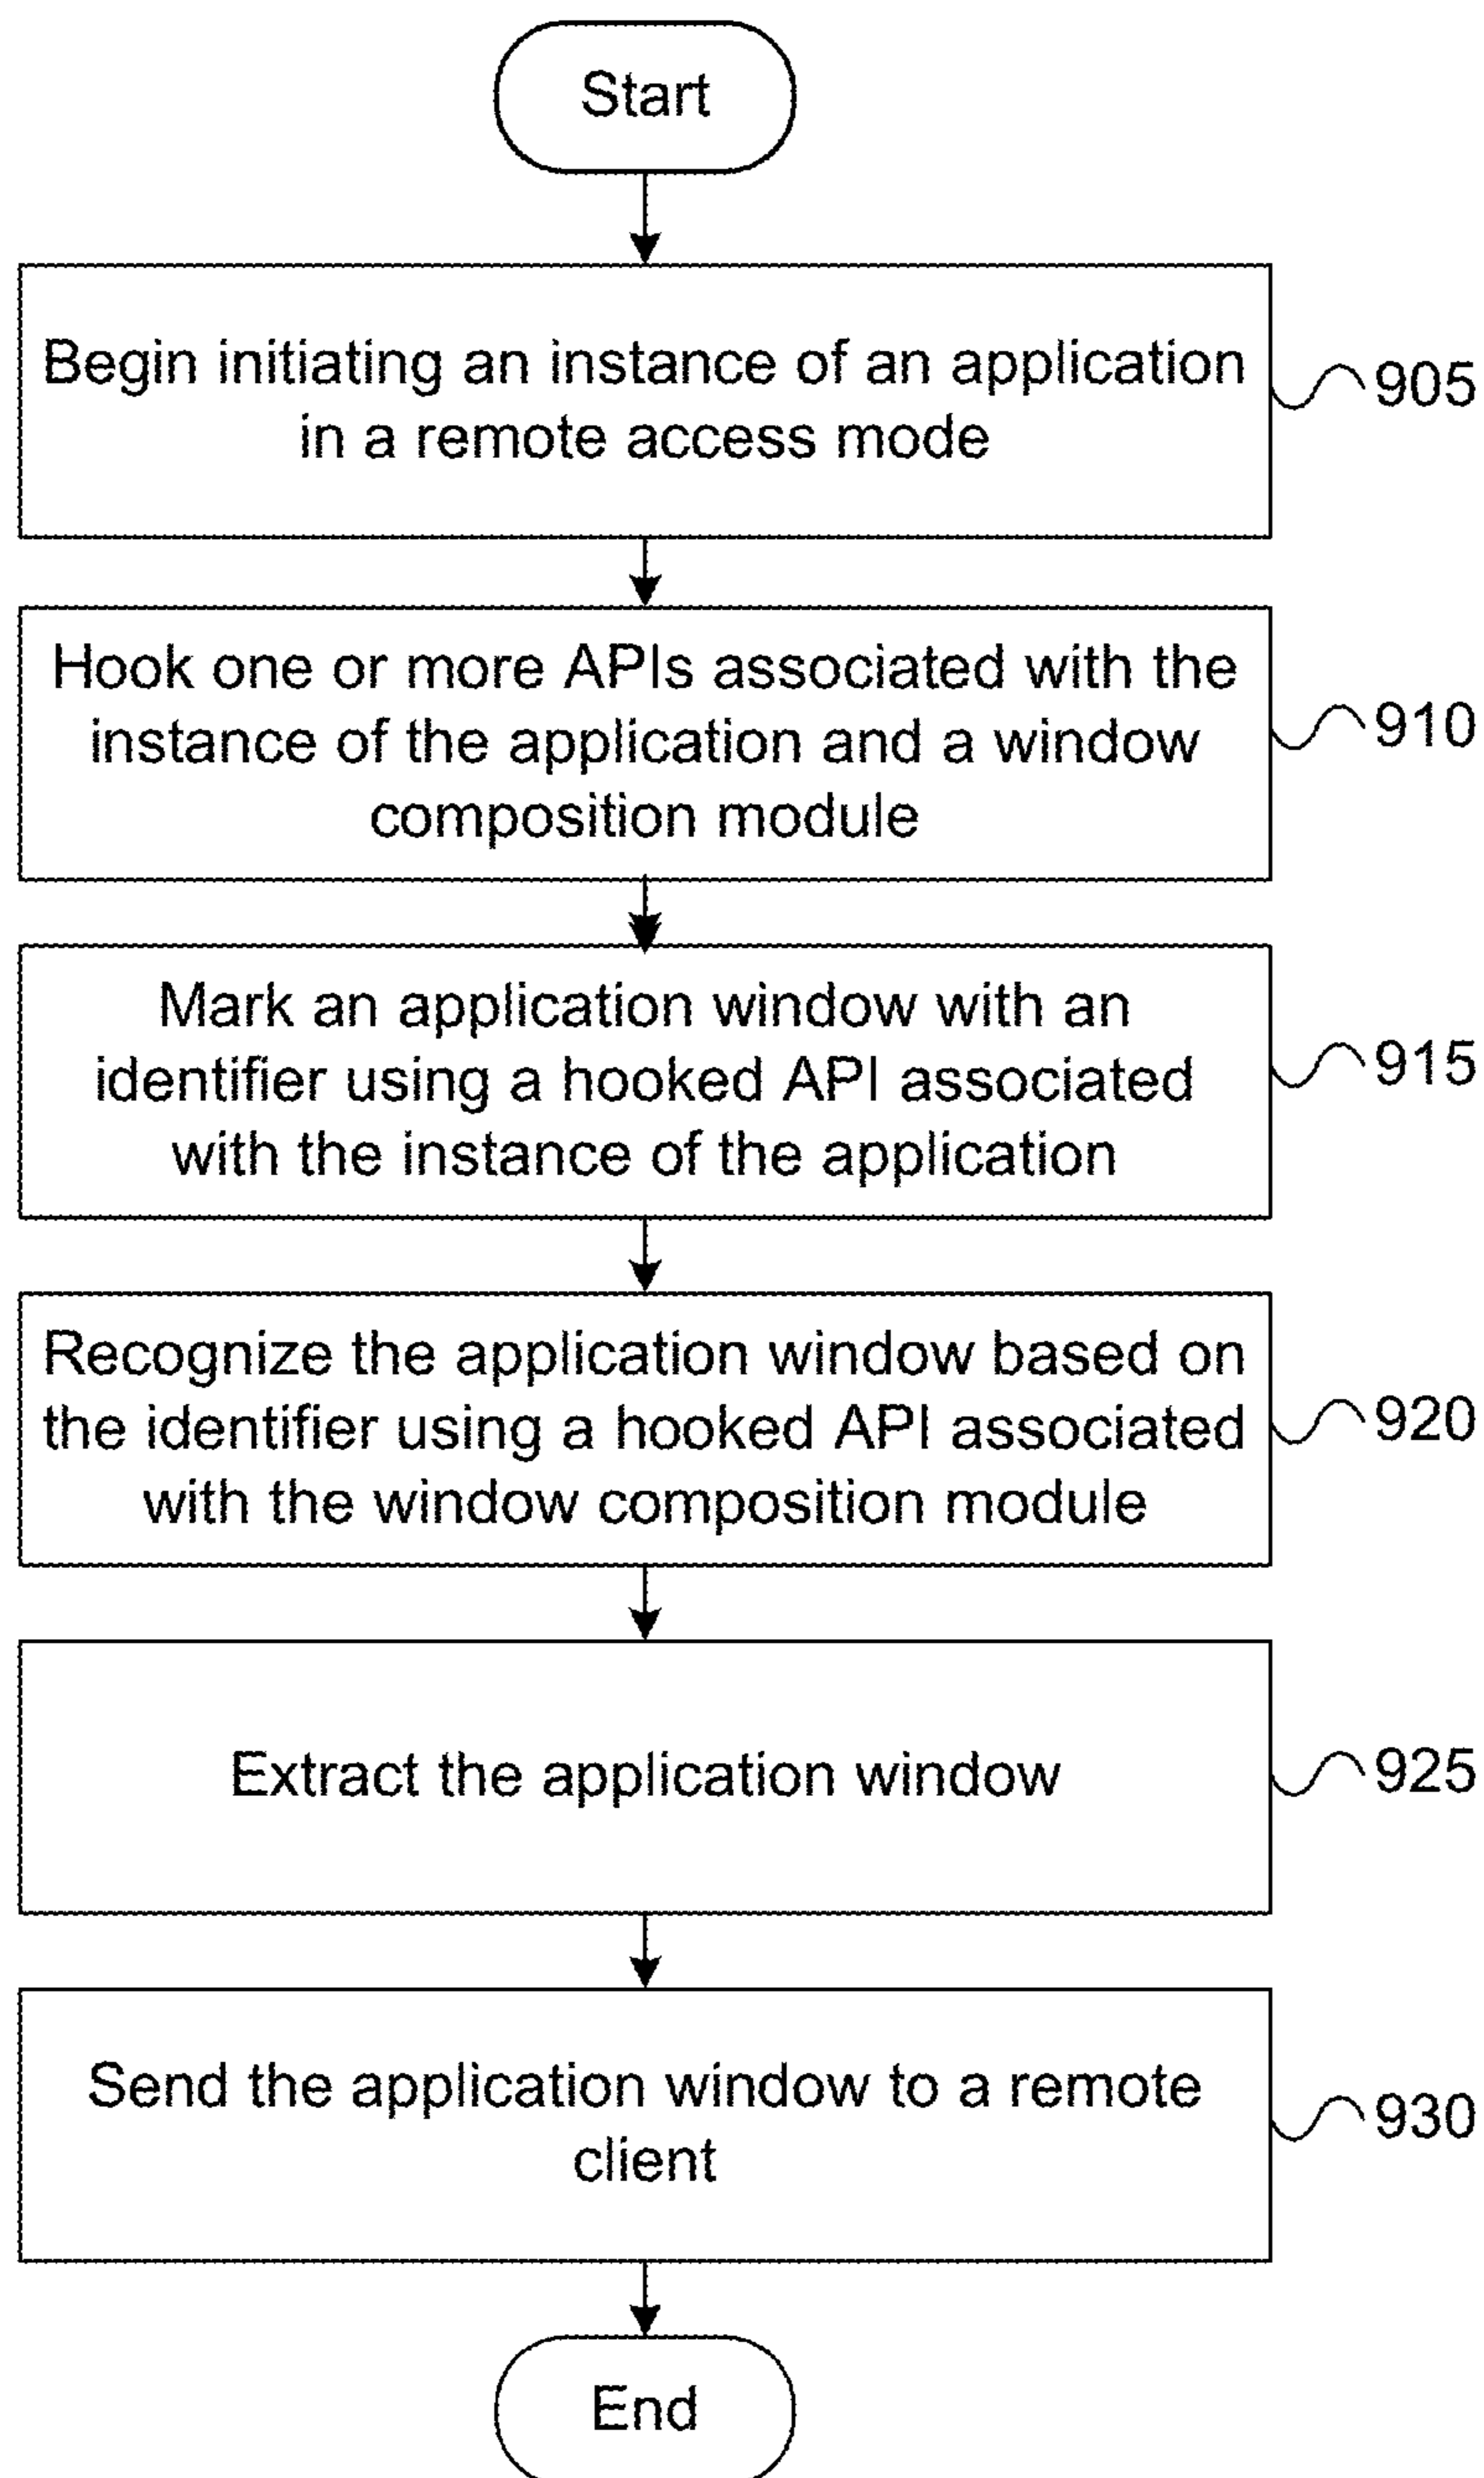 Start
Begin initiating an instance of an application
in a remote access mode
905
Hook one or more APIs associated with the
instance of the application and a window
composition module
910
Mark an application window with an
identifier using a hooked API associated
with the instance of the application
915
Recognize the application window based on
the identifier using a hooked API associated
with the window composition module
920
Extract the application window
925
Send the application window to a remote
client
930
End